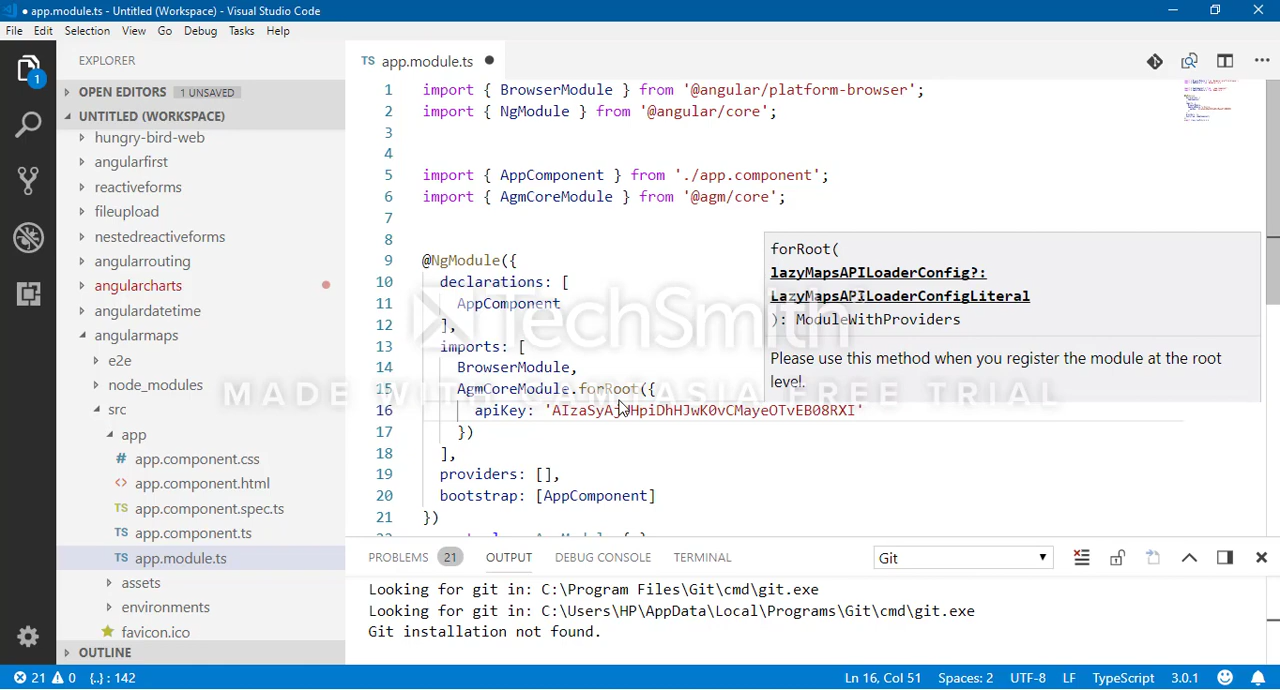 ● app.module.ts - Untitled (Workspace) - Visual Studio Code
File Edit Selection View Go Debug Tasks Help
EXPLORER
TS app.module.ts ●
OPEN EDITORS 1 UNSAVED
UNTITLED (WORKSPACE)
hungry-bird-web
angularfirst
reactiveforms
fileupload
nestedreactiveforms
angularrouting
angularcharts
angulardatetime
angularmaps
e2e
node_modules
src
app
# app.component.css
<> app.component.html
TS app.component.spec.ts
TS app.component.ts
TS app.module.ts
assets
environments
favicon.ico
OUTLINE
1 import { BrowserModule } from '@angular/platform-browser';
2 import { NgModule } from '@angular/core';
3
4
5 import { AppComponent } from './app.component';
6 import { AgmCoreModule } from '@agm/core';
7
8
9 @NgModule({
10 declarations: [
11 AppComponent
12 ],
13 imports: [
14 BrowserModule,
15 AgmCoreModule.forRoot({
16 apiKey: 
17 })
18 ],
19 providers: [],
20 bootstrap: [AppComponent]
21 })
forRoot(
lazyMapsAPILoaderConfig?:
LazyMapsAPILoaderConfigLiteral
): ModuleWithProviders
Please use this method when you register the module at the root
level.
TechSmith
MADE WITH CAMTASIA FREE TRIAL
PROBLEMS 21 OUTPUT DEBUG CONSOLE TERMINAL Git
Looking for git in: C:\Program Files\Git\cmd\git.exe
Looking for git in: C:\Users\HP\AppData\Local\Programs\Git\cmd\git.exe
Git installation not found.
21 0 {..} : 142 Ln 16, Col 51 Spaces: 2 UTF-8 LF TypeScript 3.0.1